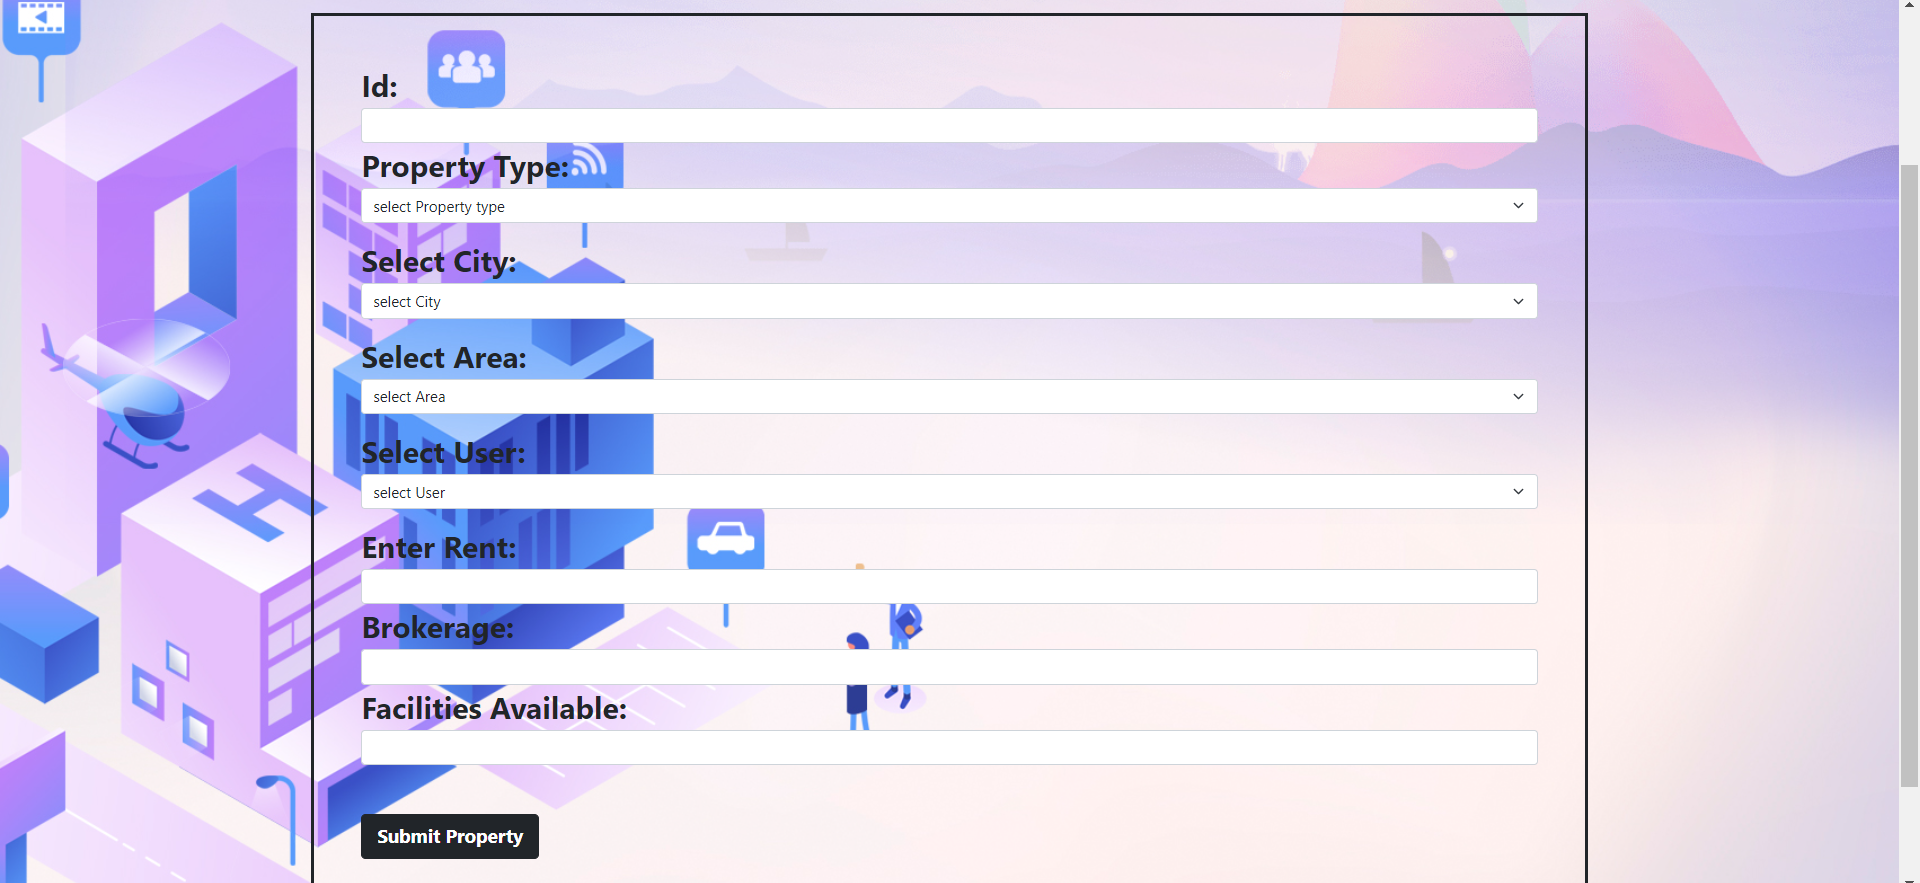 Id:
Property Type:
select Property type
Select City:
select City
Select Area:
select Area
Select User:
select User
H
Enter Rent:
Brokerage:
Facilities Available:
Submit Property